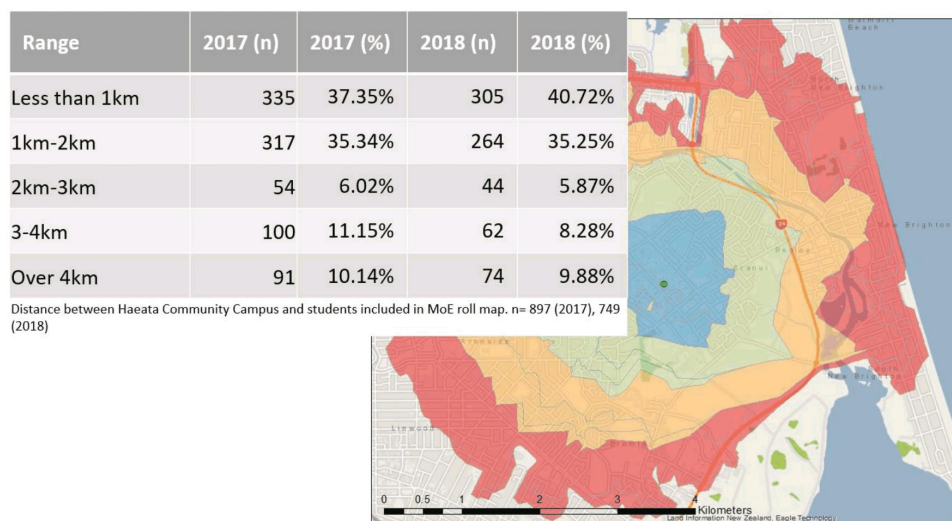 Range 2017 (n) 2017 (%) 2018 (n) 2018 (%)
Less than 1km 335 37.35% 305 40.72%
1km-2km 317 35.34% 264 35.25%
2km-3km 54 6.02% 44 5.87%
3-4km 100 11.15% 62 8.28%
Over 4km 91 10.14% 74 9.88%
Distance between Haeata Community Campus and students included in MoE roll map. n= 897 (2017), 749
(2018)
Beach
New Brighton
New Brighton
Aranui
South
New Brighton
Linwood
0 0.5 1 2 3 4
Kilometers
Land Information New Zealand, Eagle Technology